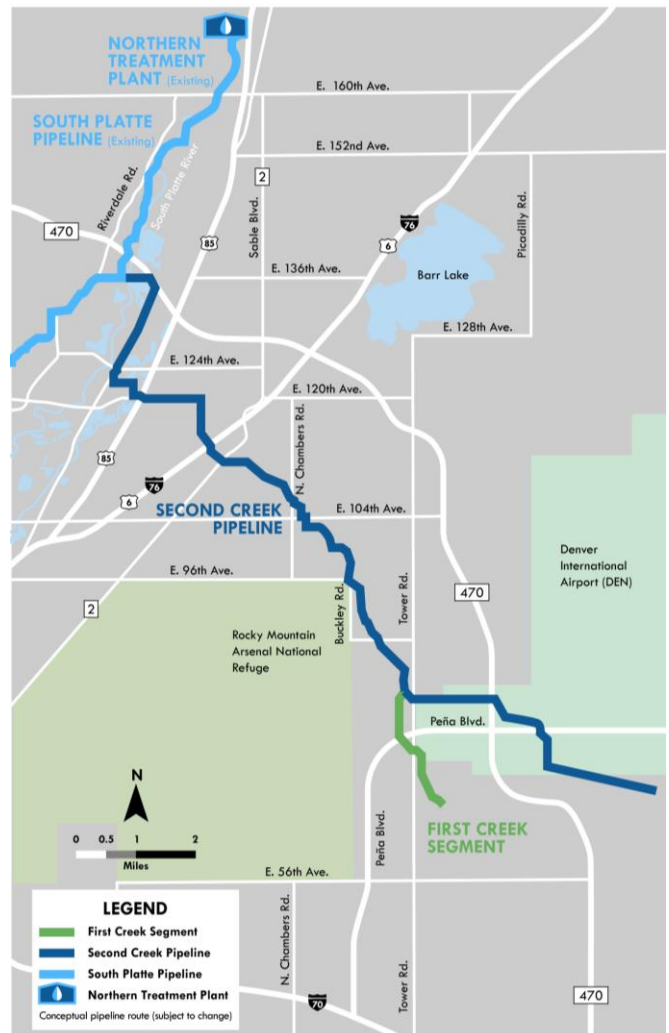 NORTHERN
TREATMENT
PLANT (Existing)
E. 160th Ave.
SOUTH PLATTE
PIPELINE (Existing)
E. 152nd Ave.
Riverdale Rd.
South Platte River
2
Sable Blvd.
Picadilly Rd.
470
85
76
6
E. 136th Ave.
Barr Lake
E. 128th Ave.
E. 124th Ave.
E. 120th Ave.
N. Chambers Rd.
85
76
6
SECOND CREEK
PIPELINE
E. 104th Ave.
Denver
International
Airport (DEN)
E. 96th Ave.
2
Buckley Rd.
Tower Rd.
470
Rocky Mountain
Arsenal National
Refuge
Peña Blvd.
N
0 0.5 1 2
Miles
Peña Blvd.
FIRST CREEK
SEGMENT
E. 56th Ave.
LEGEND
First Creek Segment
Second Creek Pipeline
South Platte Pipeline
Northern Treatment Plant
Conceptual pipeline route (subject to change)
N. Chambers Rd.
70
Tower Rd.
470